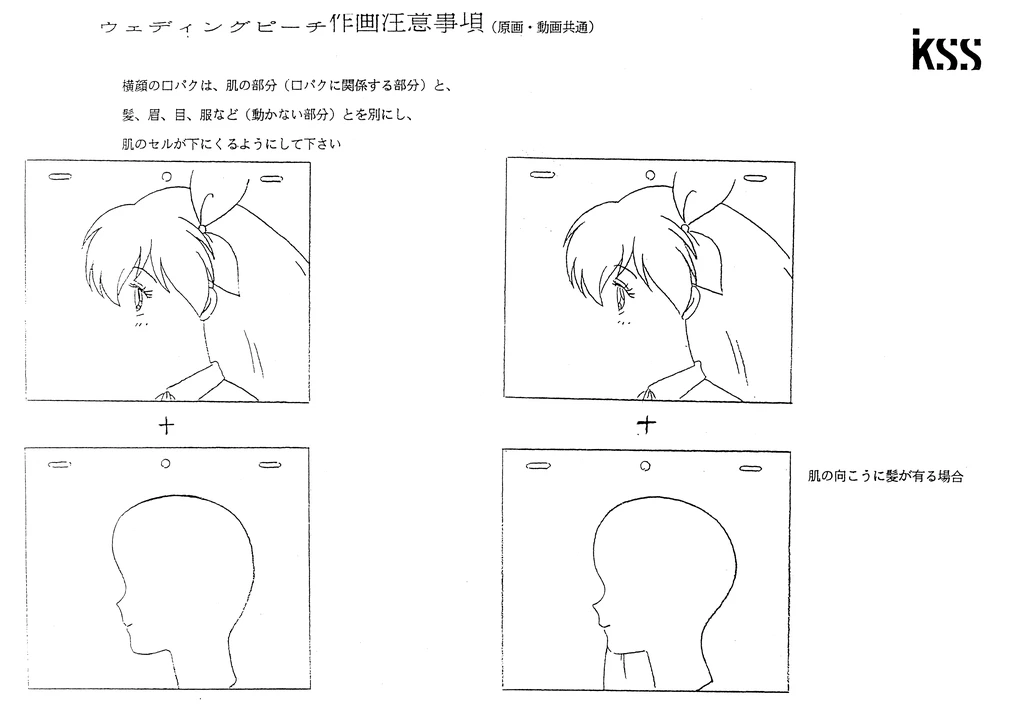 ウェディングピーチ作画注意事項(原画・動画共通)
KSS
横顔の口パクは、肌の部分(口パクに関係する部分)と、
髪、眉、目、服など(動かない部分)とを別にし、
肌のセルが下にくるようにして下さい
+
+
肌の向こうに髪が有る場合